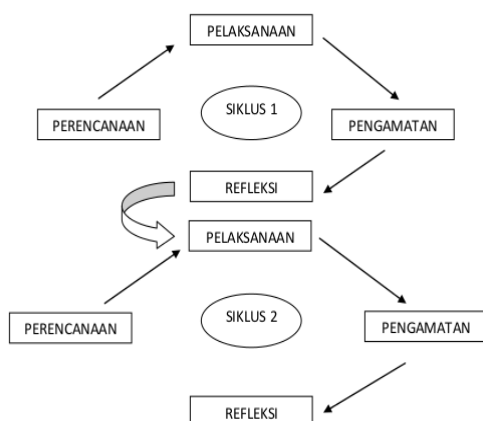 PELAKSANAAN
PERENCANAAN
SIKLUS 1
PENGAMATAN
REFLEKSI
PELAKSANAAN
PERENCANAAN
SIKLUS 2
PENGAMATAN
REFLEKSI